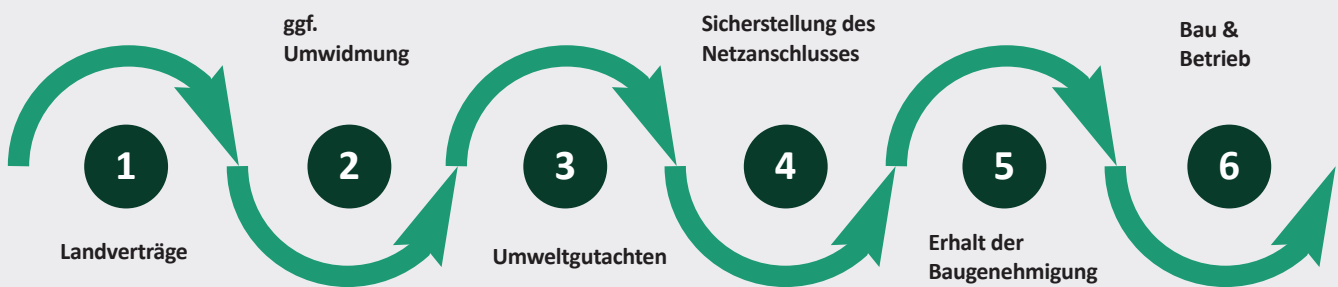 1
Landverträge
ggf.
Umwidmung
2
3
Umweltgutachten
Sicherstellung des
Netzanschlusses
4
5
Erhalt der
Baugenehmigung
Bau &
Betrieb
6